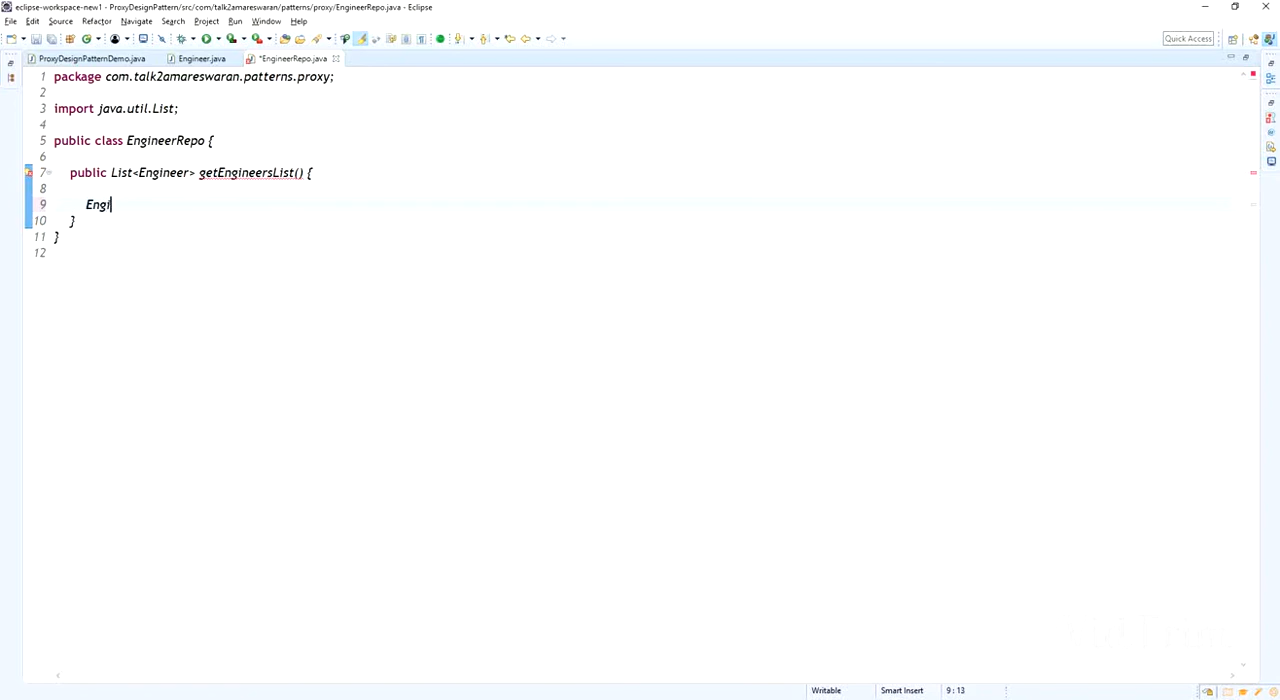 eclipse-workspace-new1 - ProxyDesignPattern/src/com/talk2amareswaran/patterns/proxy/EngineerRepo.java - Eclipse
File Edit Source Refactor Navigate Search Project Run Window Help
Quick Access
ProxyDesignPatternDemo.java Engineer.java *EngineerRepo.java
1 package com.talk2amareswaran.patterns.proxy;
2
3 import java.util.List;
4
5 public class EngineerRepo {
6
7 public List<Engineer> getEngineersList() {
8
9 Engi
10 }
11 }
12
Writable Smart Insert 9 : 13